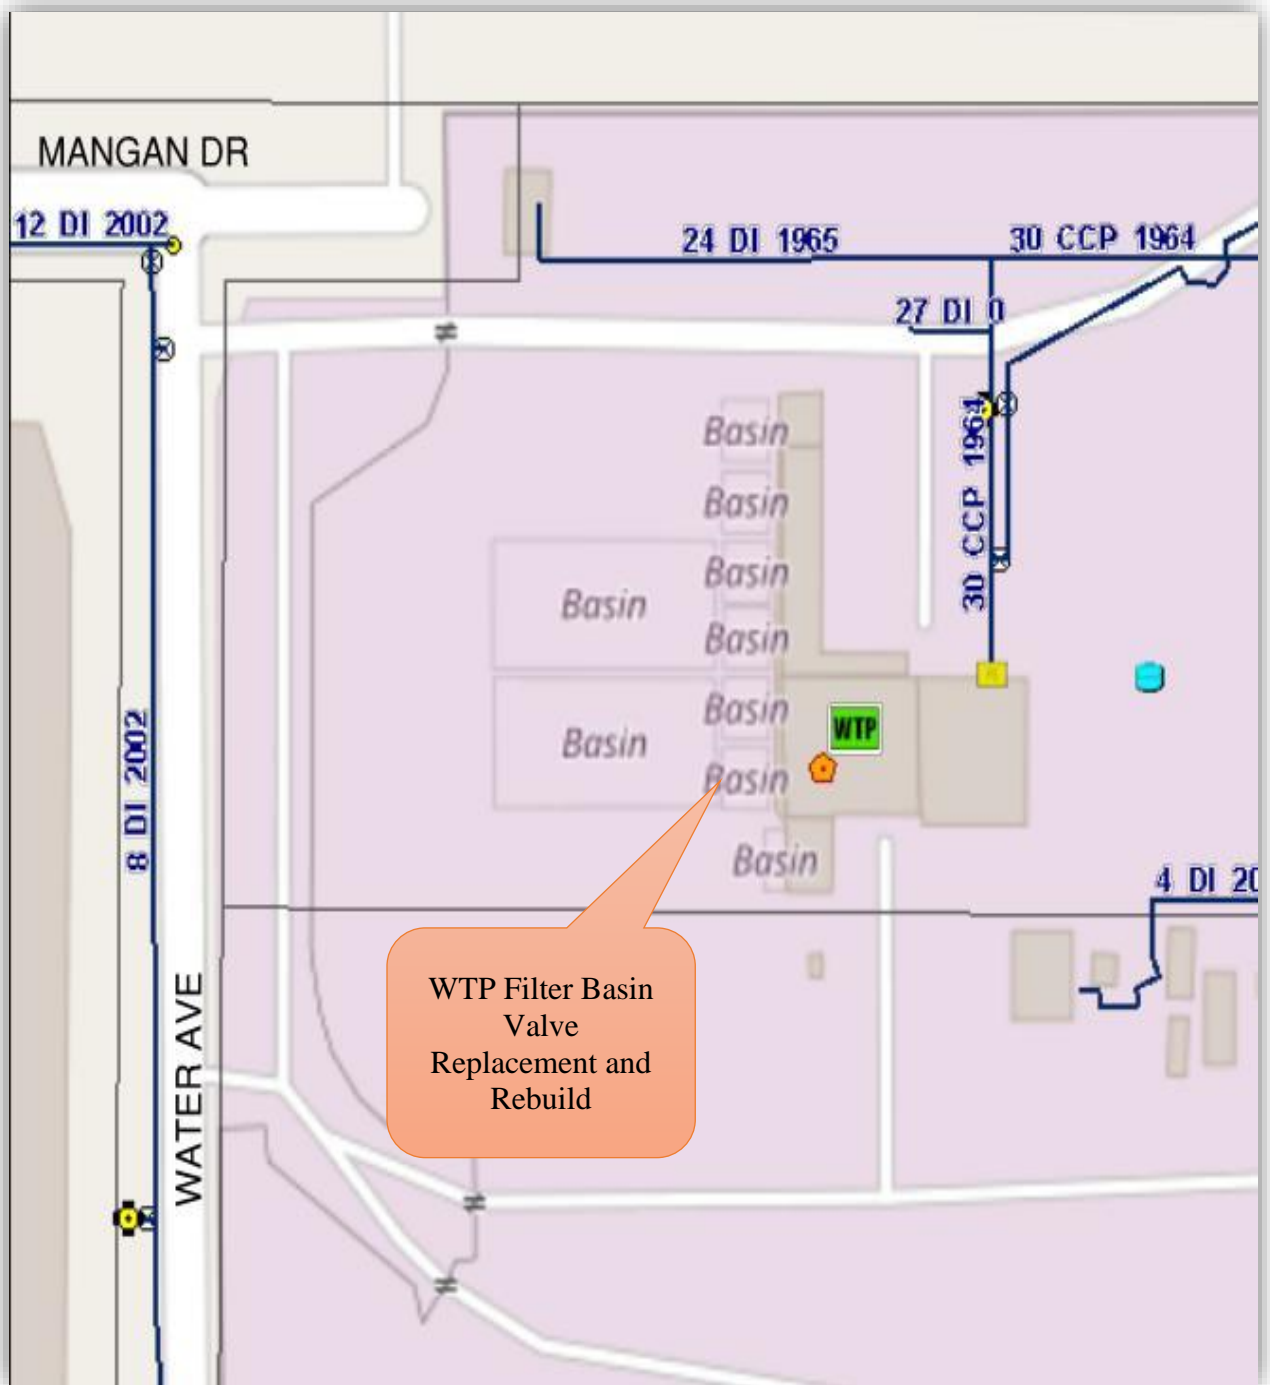 MANGAN DR
12 DI 2002
24 DI 1965
30 CCP 1964
27 DI 0
30 CCP 1964
Basin
Basin
Basin
Basin
Basin
Basin
Basin
WTP
Basin
Basin
8 DI 2002
4 DI 20
WATER AVE
WTP Filter Basin
Valve
Replacement and
Rebuild